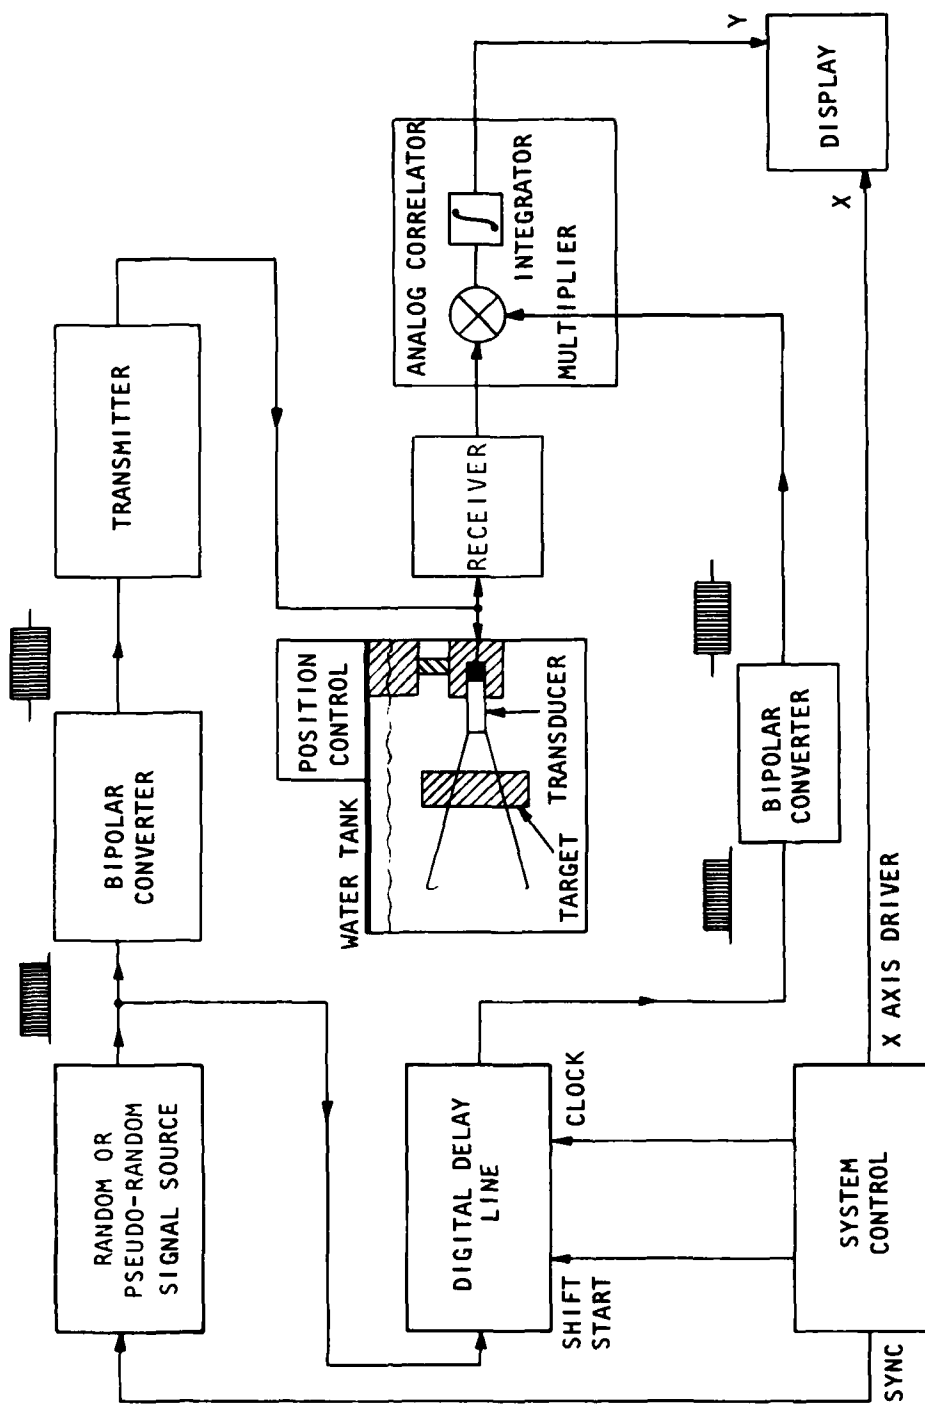 RANDOM OR
PSEUDO-RANDOM
SIGNAL SOURCE
BIPOLAR
CONVERTER
TRANSMITTER
POSITION
CONTROL
WATER TANK
TARGET
TRANSDUCER
RECEIVER
ANALOG CORRELATOR
INTEGRATOR
MULTIPLIER
∫
Y
DISPLAY
X
DIGITAL DELAY
LINE
SHIFT
START
CLOCK
BIPOLAR
CONVERTER
SYSTEM
CONTROL
SYNC
X AXIS DRIVER